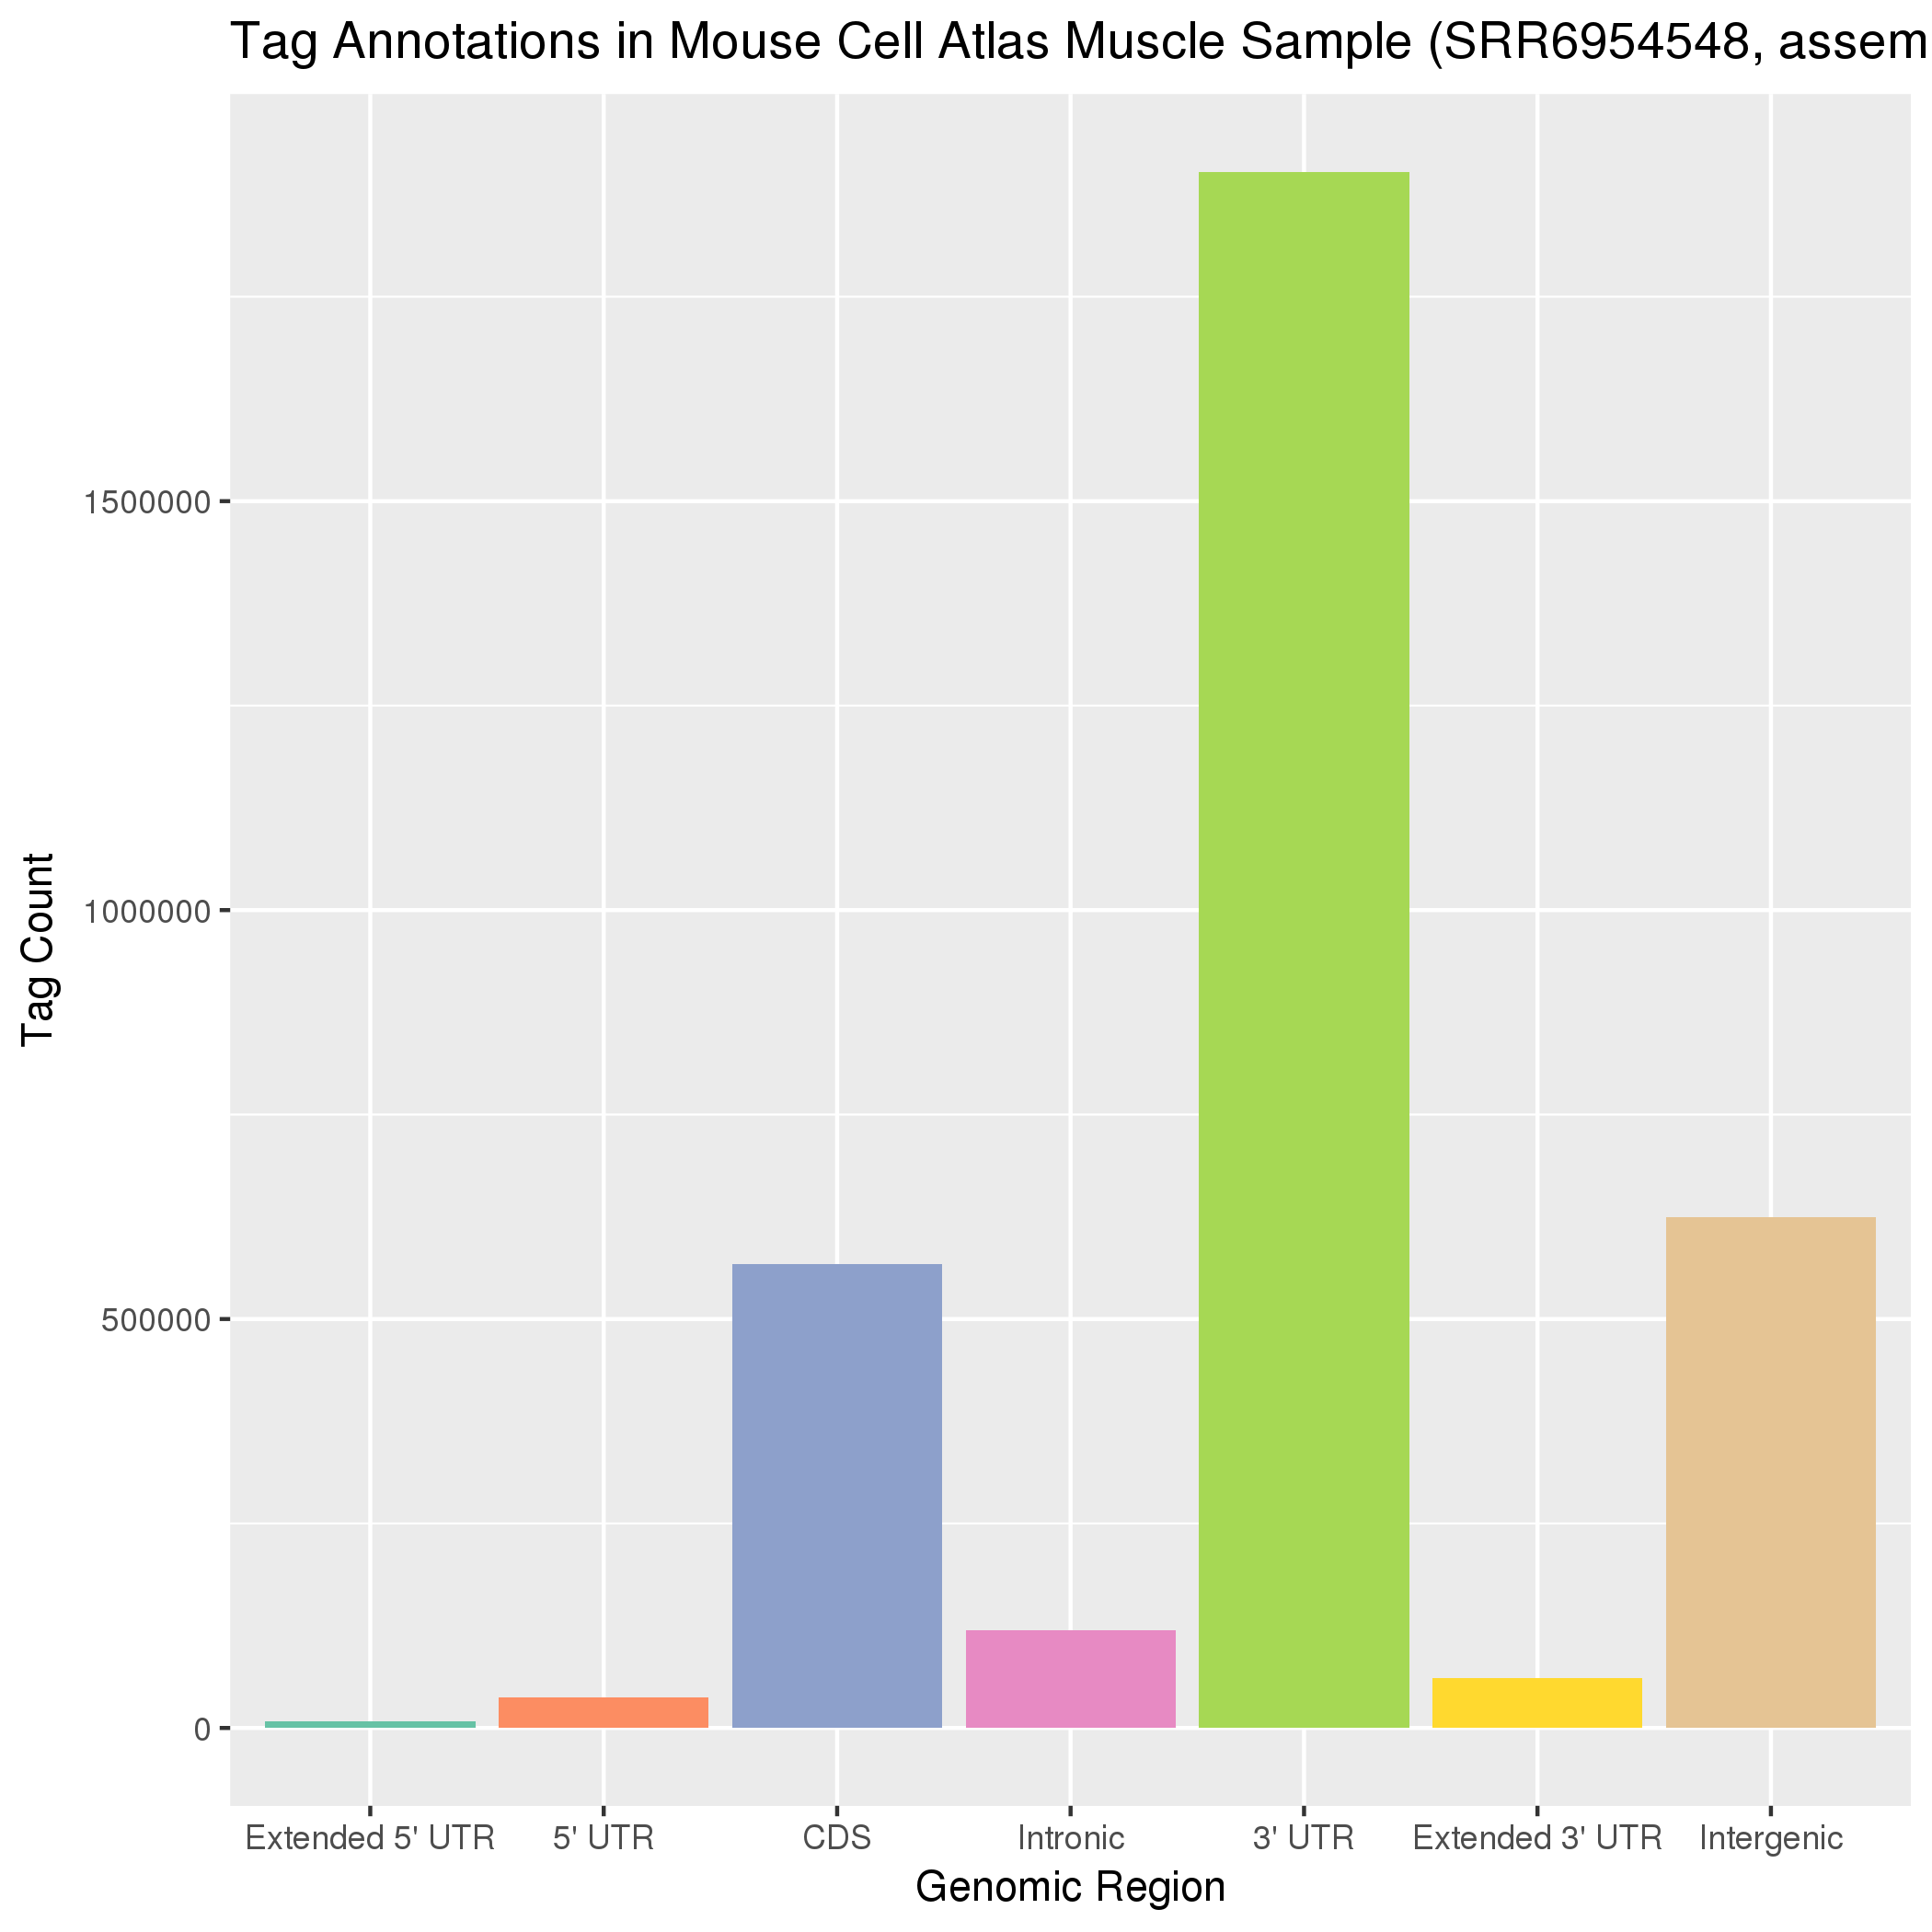 Tag Annotations in Mouse Cell Atlas Muscle Sample (SRR6954548, assem
Tag Count
1500000
1000000
500000
0
Extended 5' UTR 5' UTR CDS Intronic 3' UTR Extended 3' UTR Intergenic
Genomic Region